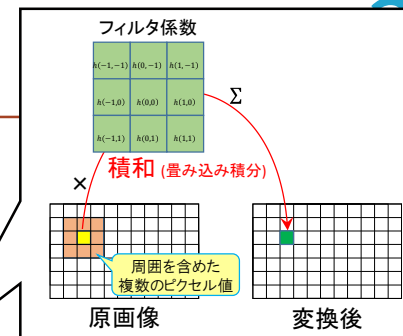 フィルタ係数
h(−1,−1) h(0,−1) h(1,−1)
h(−1,0) h(0,0) h(1,0)
h(−1,1) h(0,1) h(1,1)
Σ
積和 (畳み込み積分)
×
周囲を含めた
複数のピクセル値
原画像 変換後